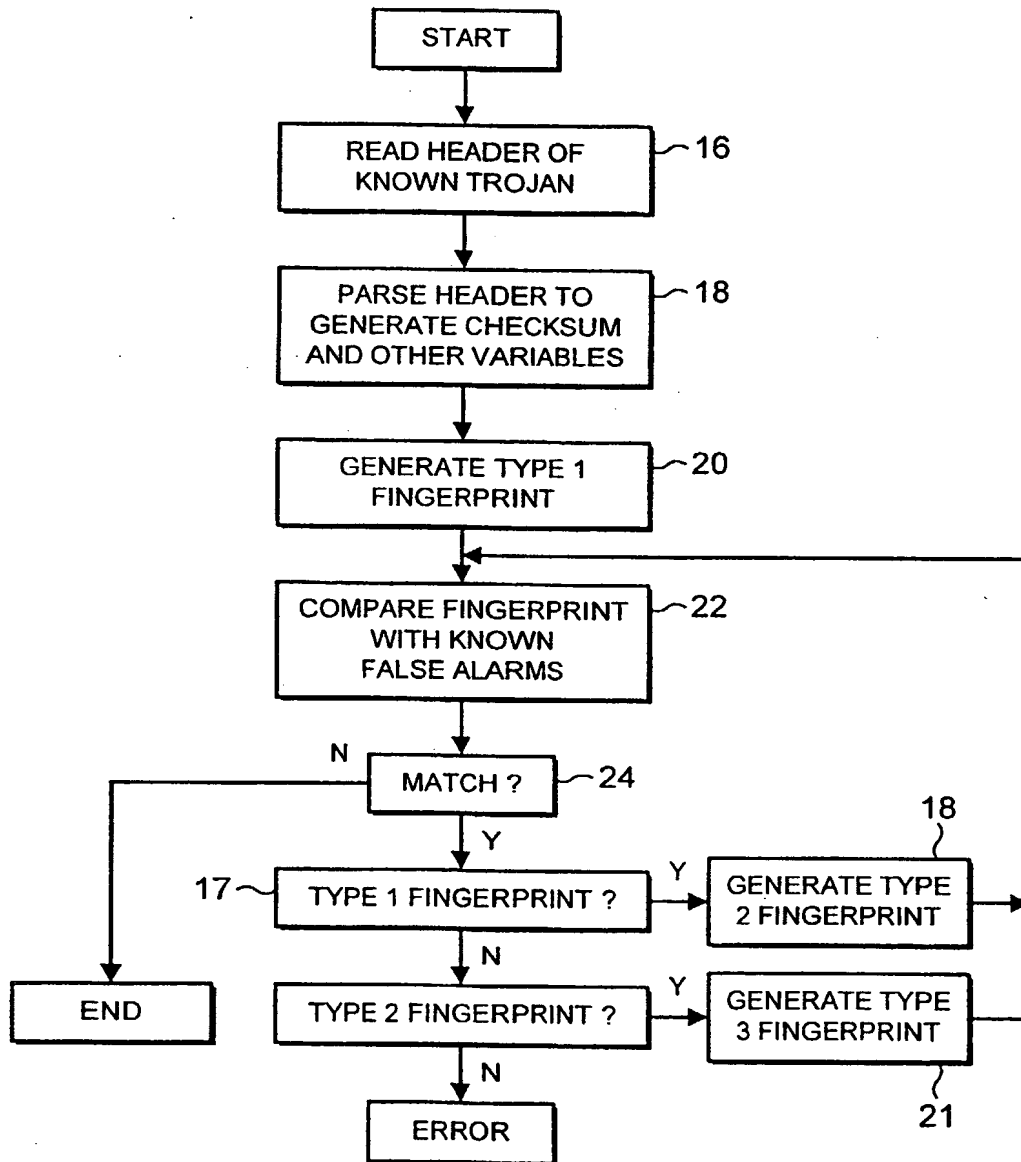 START
READ HEADER OF
KNOWN TROJAN
16
PARSE HEADER TO
GENERATE CHECKSUM
AND OTHER VARIABLES
18
GENERATE TYPE 1
FINGERPRINT
20
COMPARE FINGERPRINT
WITH KNOWN
FALSE ALARMS
22
N
MATCH ?
24
Y
17
TYPE 1 FINGERPRINT ?
Y
18
GENERATE TYPE
2 FINGERPRINT
N
END
TYPE 2 FINGERPRINT ?
Y
GENERATE TYPE
3 FINGERPRINT
21
N
ERROR